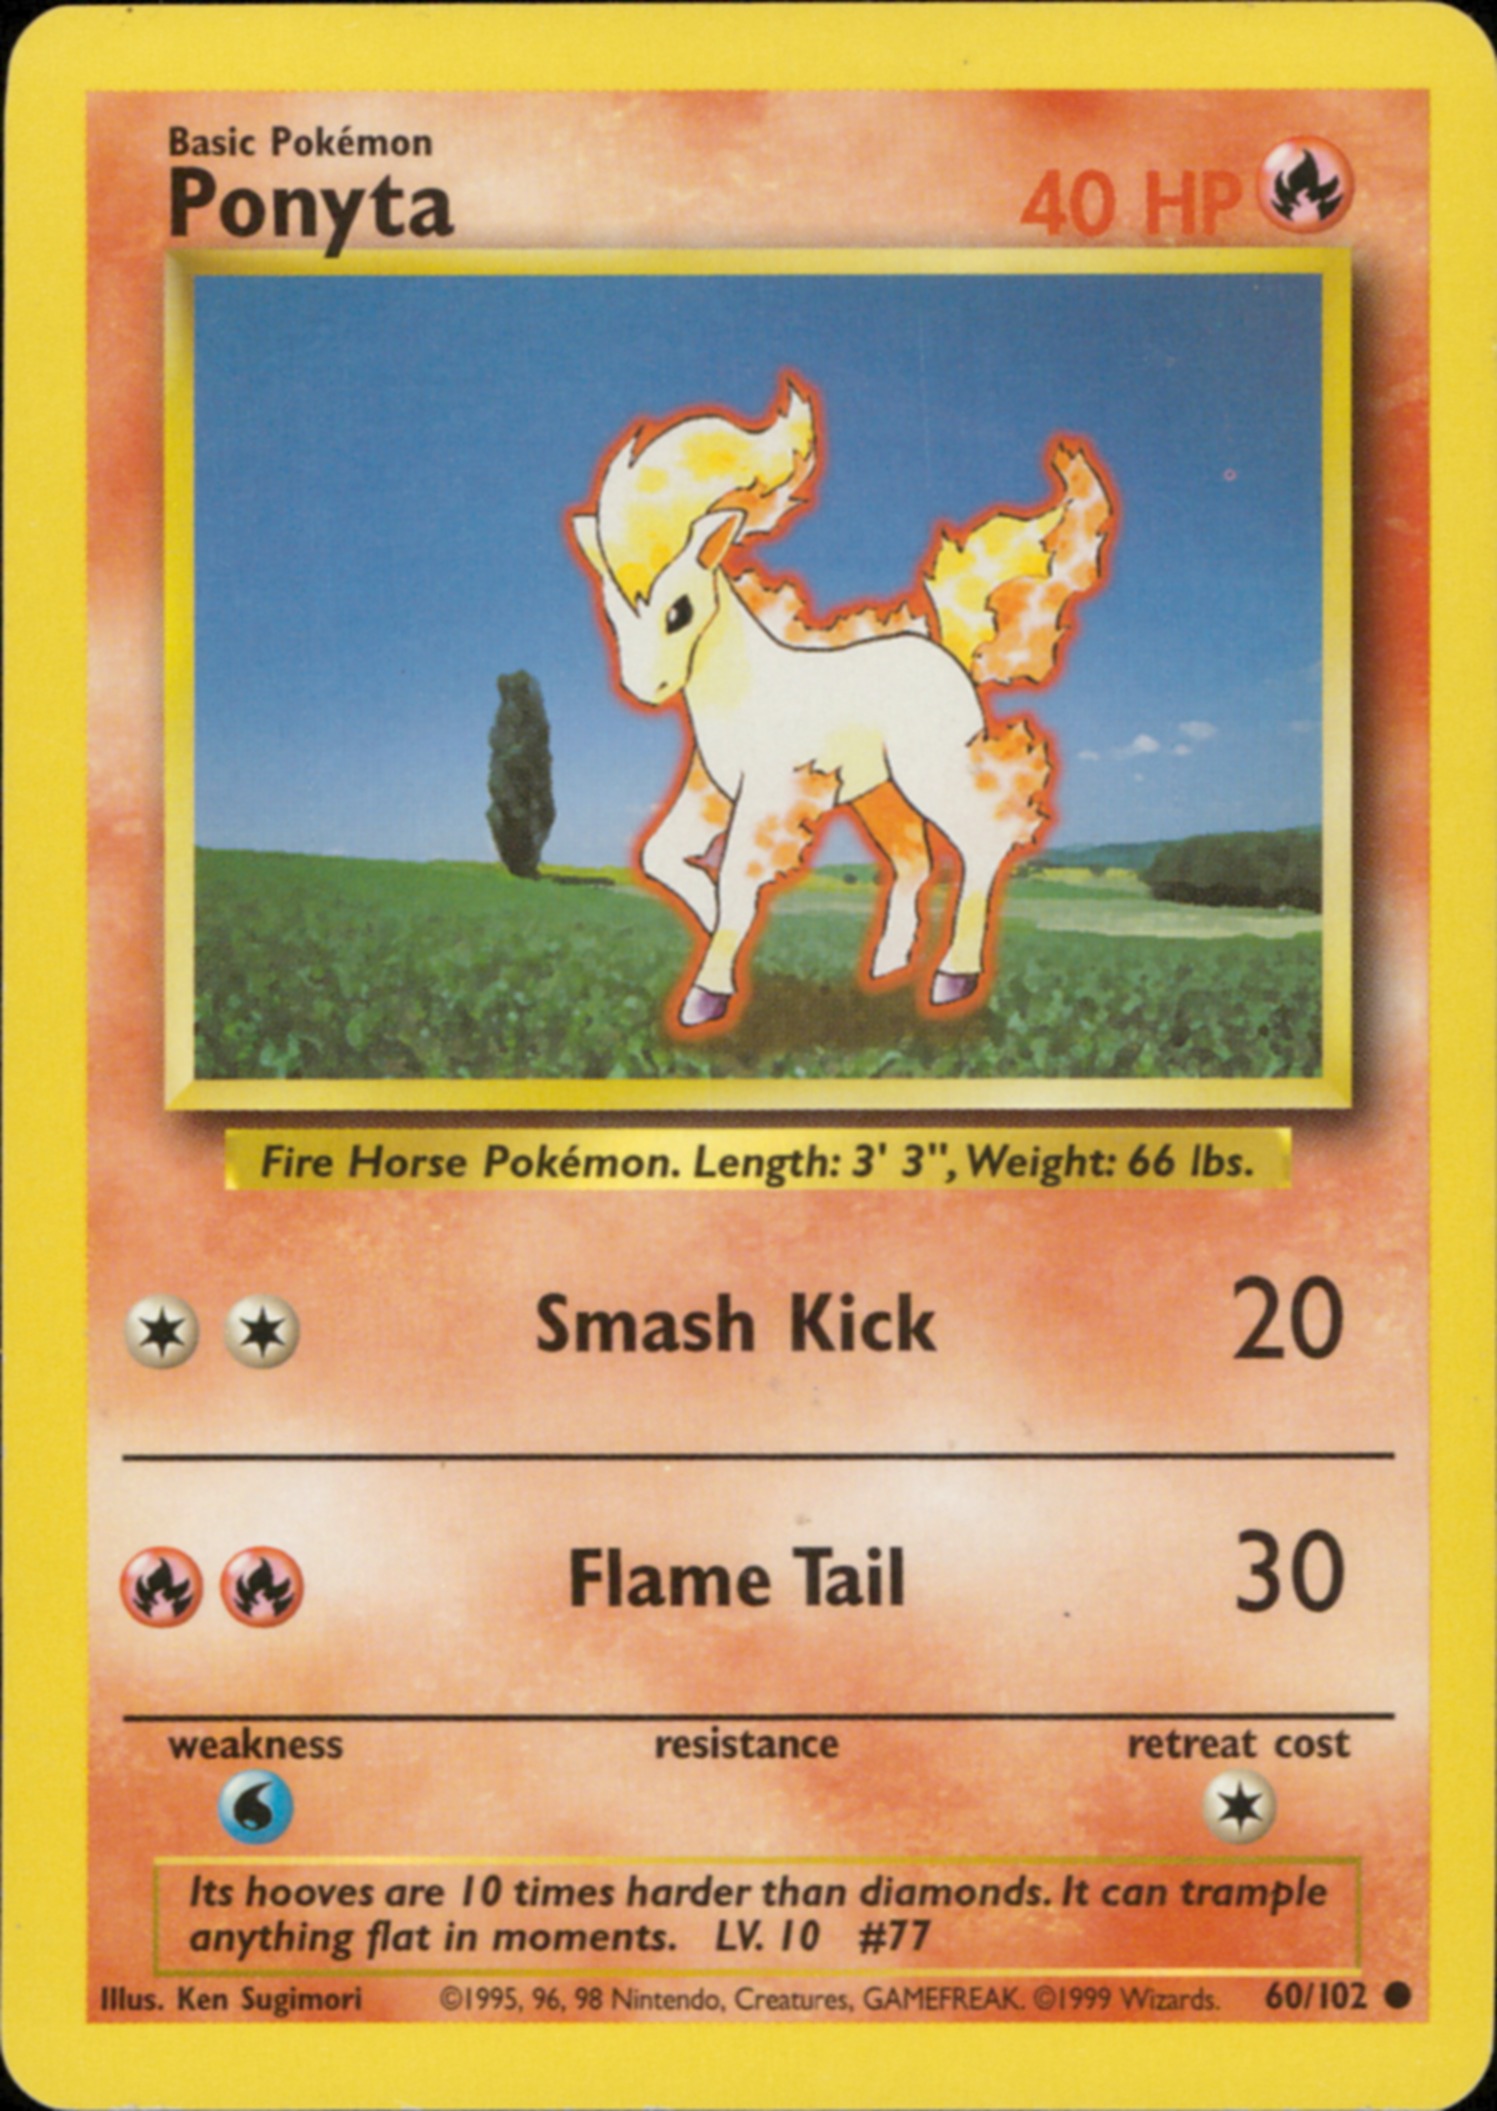 Basic Pokémon
Ponyta
40 HP
Fire Horse Pokémon. Length: 3' 3", Weight: 66 lbs.
Smash Kick 20
Flame Tail 30
weakness resistance retreat cost
Its hooves are 10 times harder than diamonds. It can trample
anything flat in moments. LV. 10 #77
Illus. Ken Sugimori ©1995, 96, 98 Nintendo, Creatures, GAMEFREAK. ©1999 Wizards. 60/102